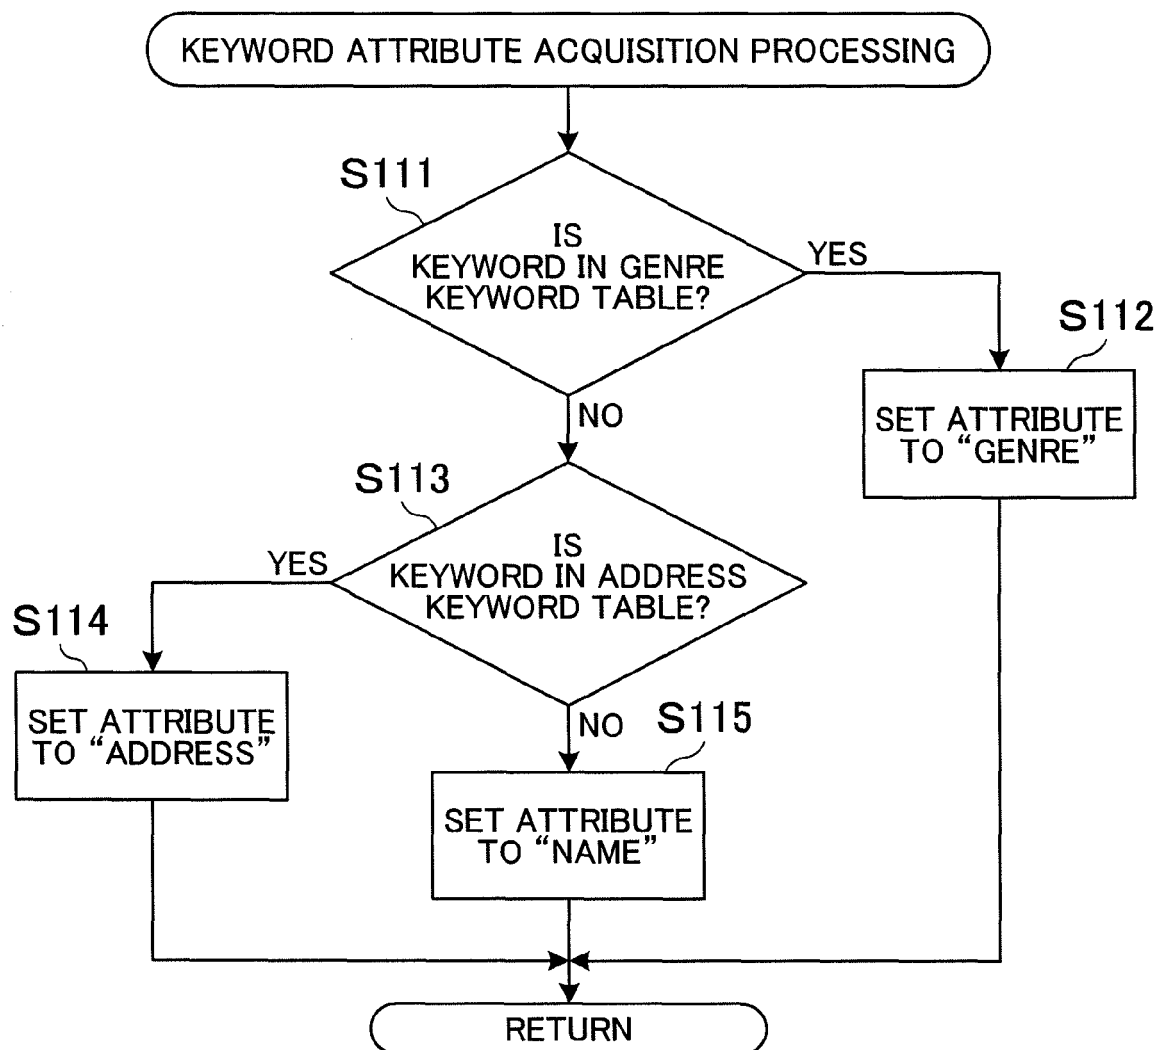 KEYWORD ATTRIBUTE ACQUISITION PROCESSING
S111
IS
KEYWORD IN GENRE
KEYWORD TABLE?
YES
S112
SET ATTRIBUTE
TO “GENRE”
NO
S113
IS
KEYWORD IN ADDRESS
KEYWORD TABLE?
YES
S114
SET ATTRIBUTE
TO “ADDRESS”
NO
S115
SET ATTRIBUTE
TO “NAME”
RETURN